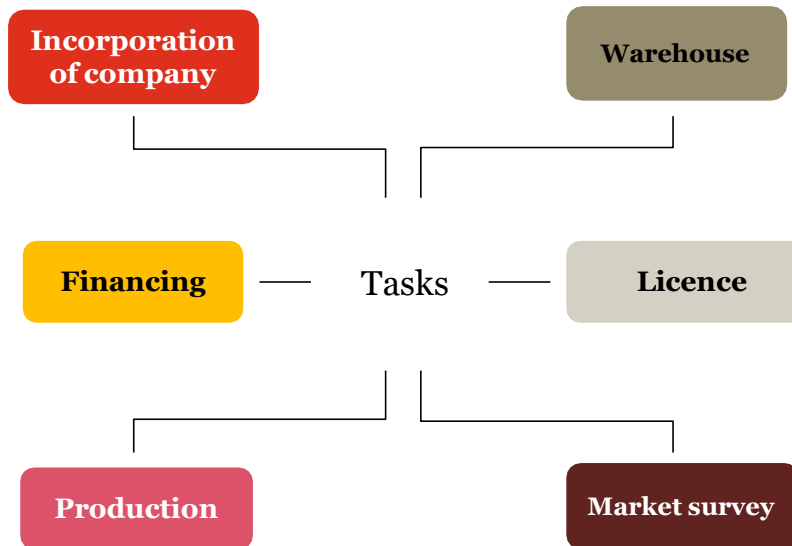 Incorporation
of company
Warehouse
Financing
Tasks
Licence
Production
Market survey